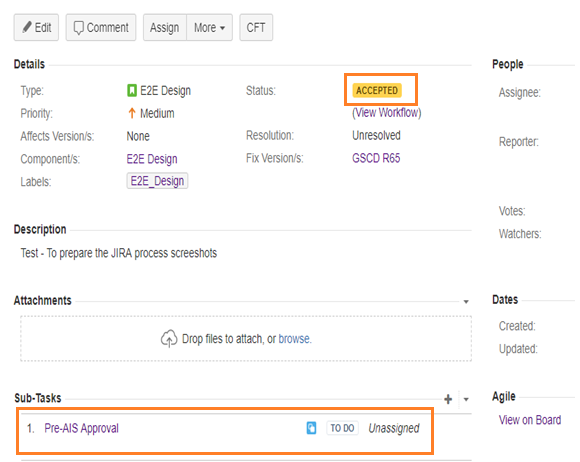 Edit Comment Assign More CFT
Details
Type: E2E Design Status: ACCEPTED
Priority: Medium (View Workflow)
Affects Version/s: None Resolution: Unresolved
Component/s: E2E Design Fix Version/s: GSCD R65
Labels: E2E_Design
Description
Test - To prepare the JIRA process screeshots
Attachments
Drop files to attach, or browse.
Sub-Tasks
1. Pre-AIS Approval TO DO Unassigned
People
Assignee:
Reporter:
Votes:
Watchers:
Dates
Created:
Updated:
Agile
View on Board